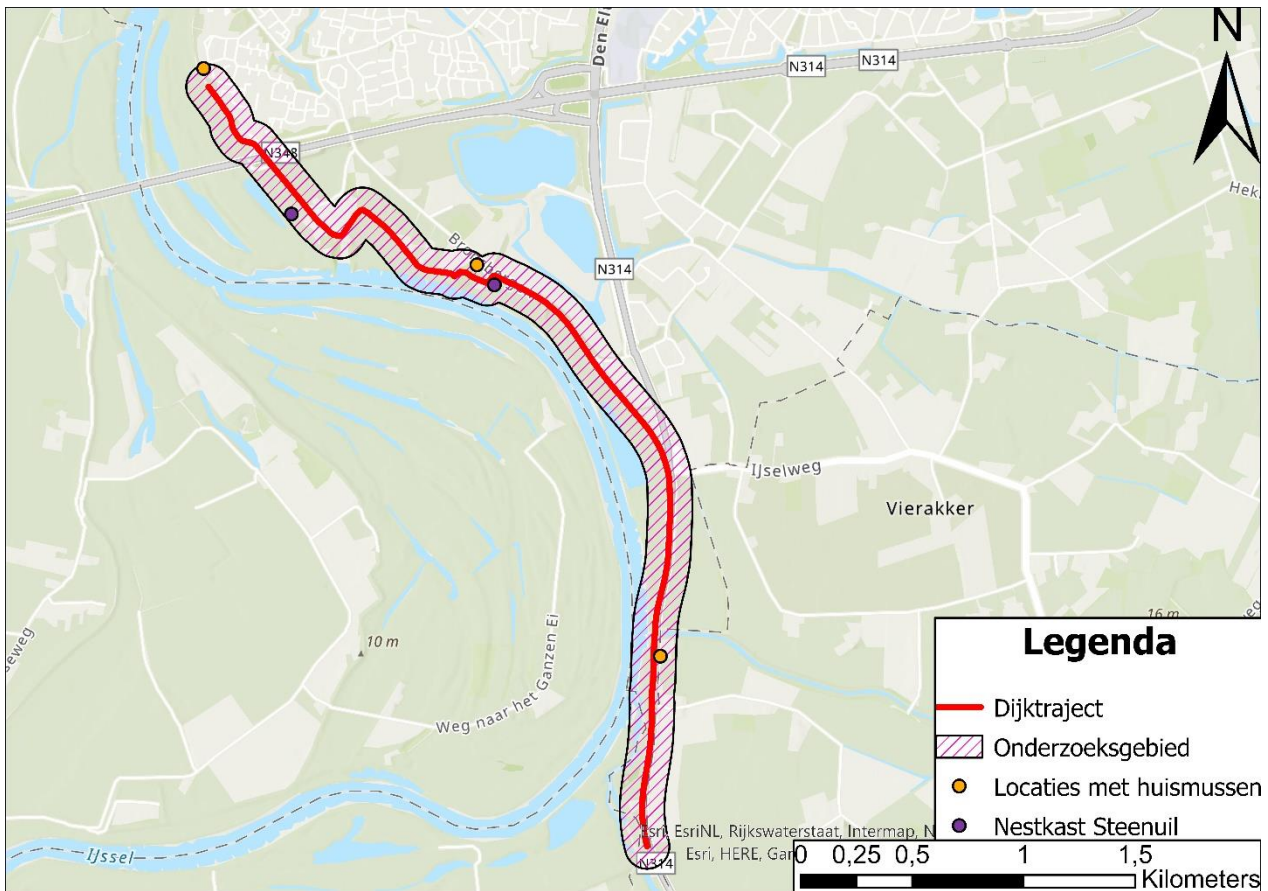 N
Den El
N314
N314
N348
Hek
N314
IJselweg
Vierakker
16 m
10 m
seweg
Weg naar het Ganzen Ei
IJssel
Legenda
Dijktraject
Onderzoeksgebied
Locaties met huismussen
Nestkast Steenuil
Esri, EsriNL, Rijkswaterstaat, Intermap, N
Esri, HERE, Gar
N314
0 0,25 0,5 1 1,5
Kilometers